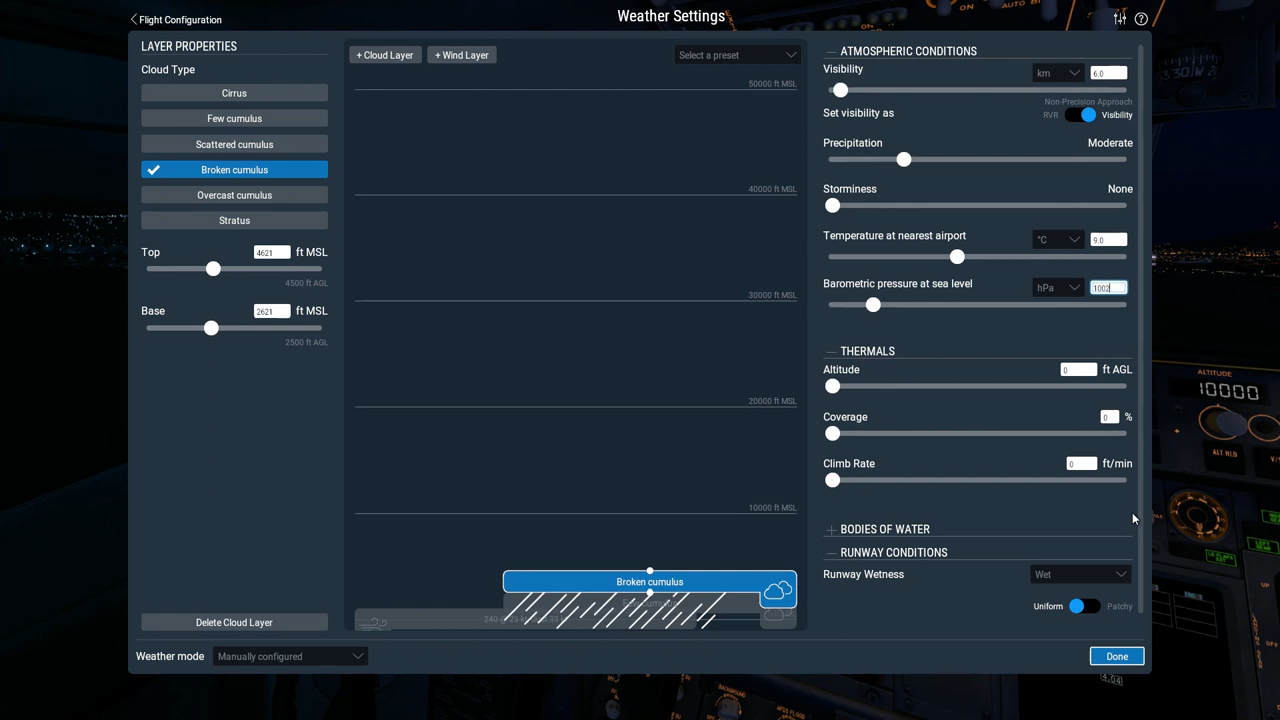 Flight Configuration
Weather Settings
LAYER PROPERTIES
Cloud Type
Cirrus
Few cumulus
Scattered cumulus
Broken cumulus
Overcast cumulus
Stratus
Top 4621 ft MSL
4500 ft AGL
Base 2621 ft MSL
2500 ft AGL
Delete Cloud Layer
+ Cloud Layer + Wind Layer Select a preset
50000 ft MSL
40000 ft MSL
30000 ft MSL
20000 ft MSL
10000 ft MSL
Broken cumulus
ATMOSPHERIC CONDITIONS
Visibility km 6.0
Non-Precision Approach
Set visibility as RVR Visibility
Precipitation Moderate
Storminess None
Temperature at nearest airport °C 9.0
Barometric pressure at sea level hPa 1002
THERMALS
Altitude 0 ft AGL
Coverage 0 %
Climb Rate 0 ft/min
BODIES OF WATER
RUNWAY CONDITIONS
Runway Wetness Wet
Uniform Patchy
Weather mode Manually configured
Done
ALTITUDE
10000
ALT HLD